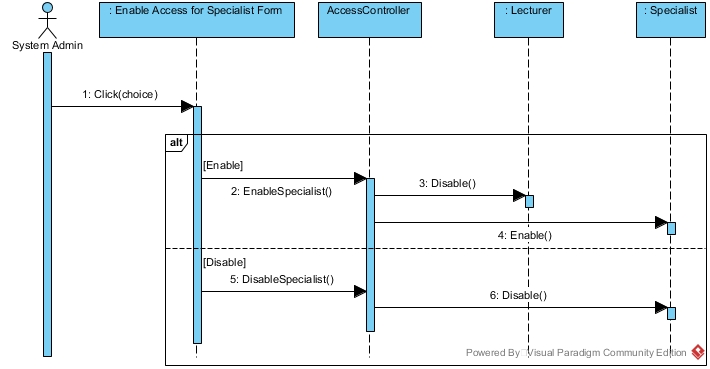 : Enable Access for Specialist Form
AccessController
: Lecturer
: Specialist
System Admin
1: Click(choice)
alt
[Enable]
2: EnableSpecialist()
3: Disable()
4: Enable()
[Disable]
5: DisableSpecialist()
6: Disable()
Powered By Visual Paradigm Community Edition